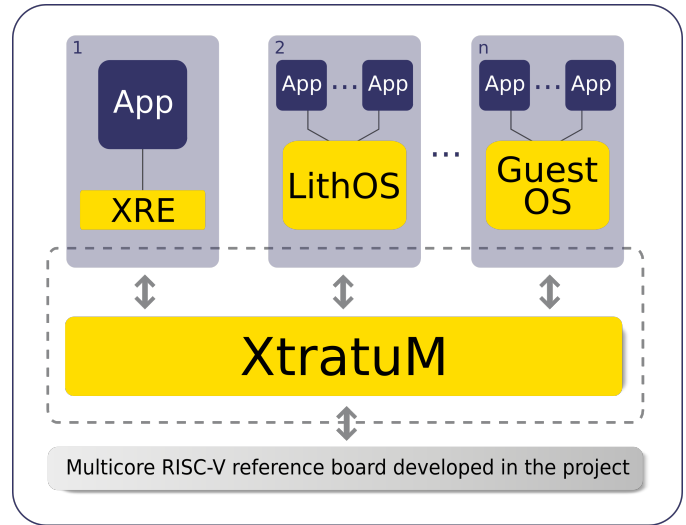 1
App
XRE
2
App ... App
LithOS
...
n
App ... App
Guest
OS
XtratuM
Multicore RISC-V reference board developed in the project